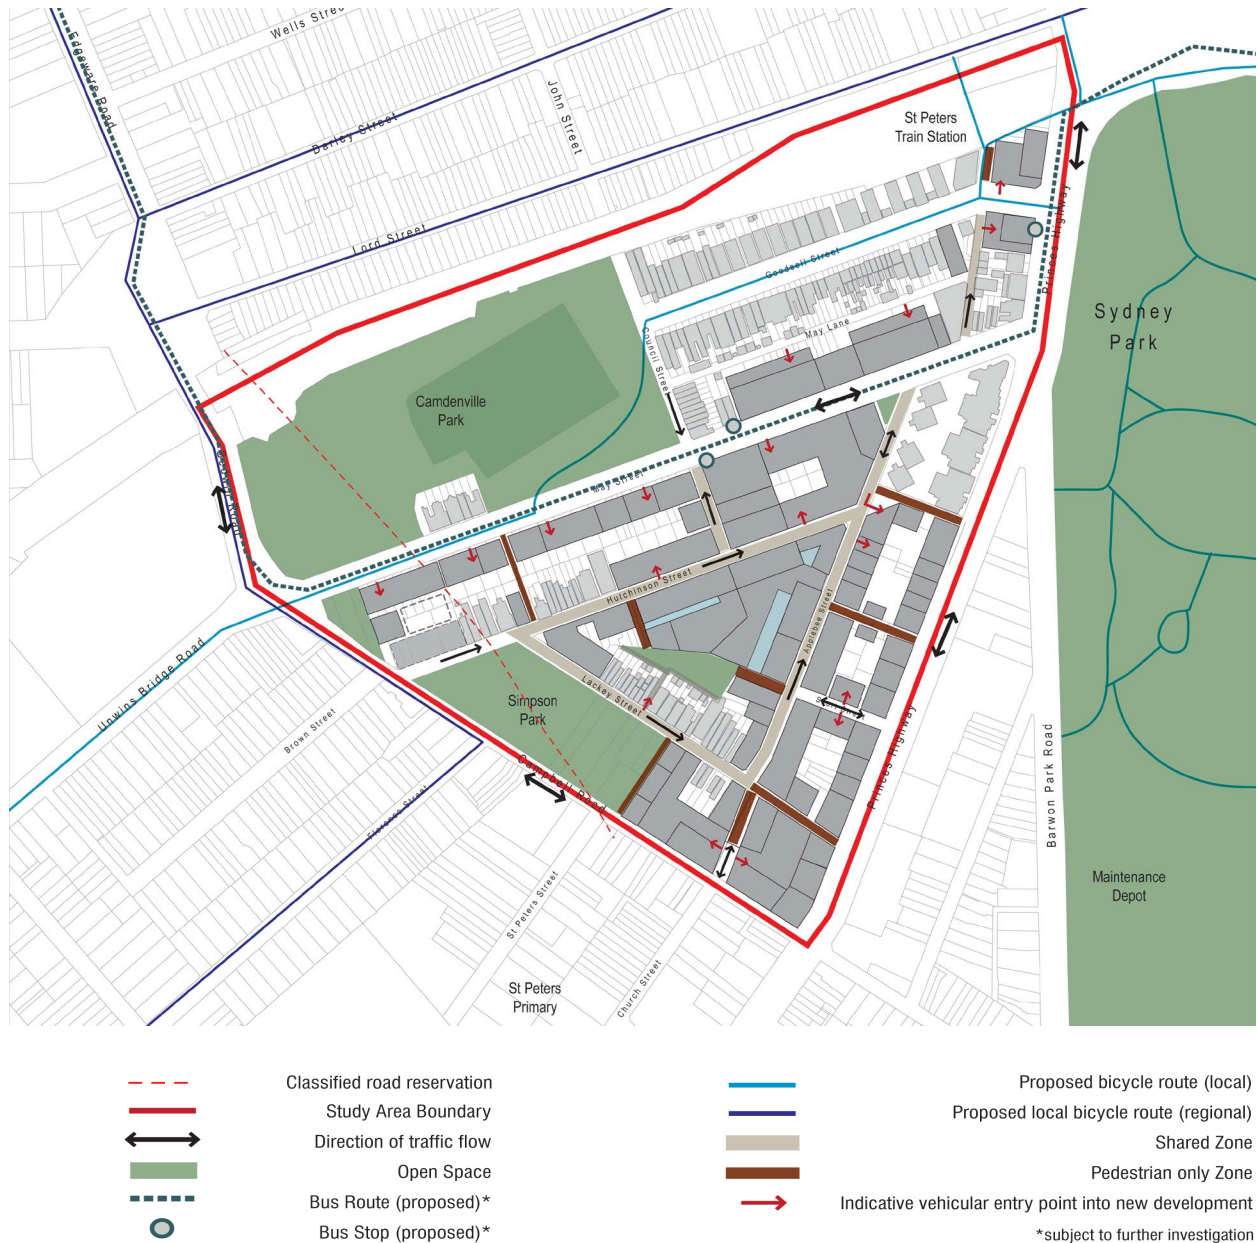 Wells Street
Edgeware Road
John Street
Darley Street
St Peters
Train Station
Lord Street
Princes Highway
Goodsell Street
Sydney
Park
May Lane
Council Street
Camdenville
Park
May Street
Hutchinson Street
Applebee Street
Unwins Bridge Road
Simpson
Park
Lackey Street
Brown Street
Princes Highway
Barwon Park Road
Campbell Road
Florence Street
Maintenance
Depot
St Peters Street
St Peters
Primary
Church Street
Classified road reservation
Study Area Boundary
Direction of traffic flow
Open Space
Bus Route (proposed)*
Bus Stop (proposed)*
Proposed bicycle route (local)
Proposed local bicycle route (regional)
Shared Zone
Pedestrian only Zone
Indicative vehicular entry point into new development
*subject to further investigation